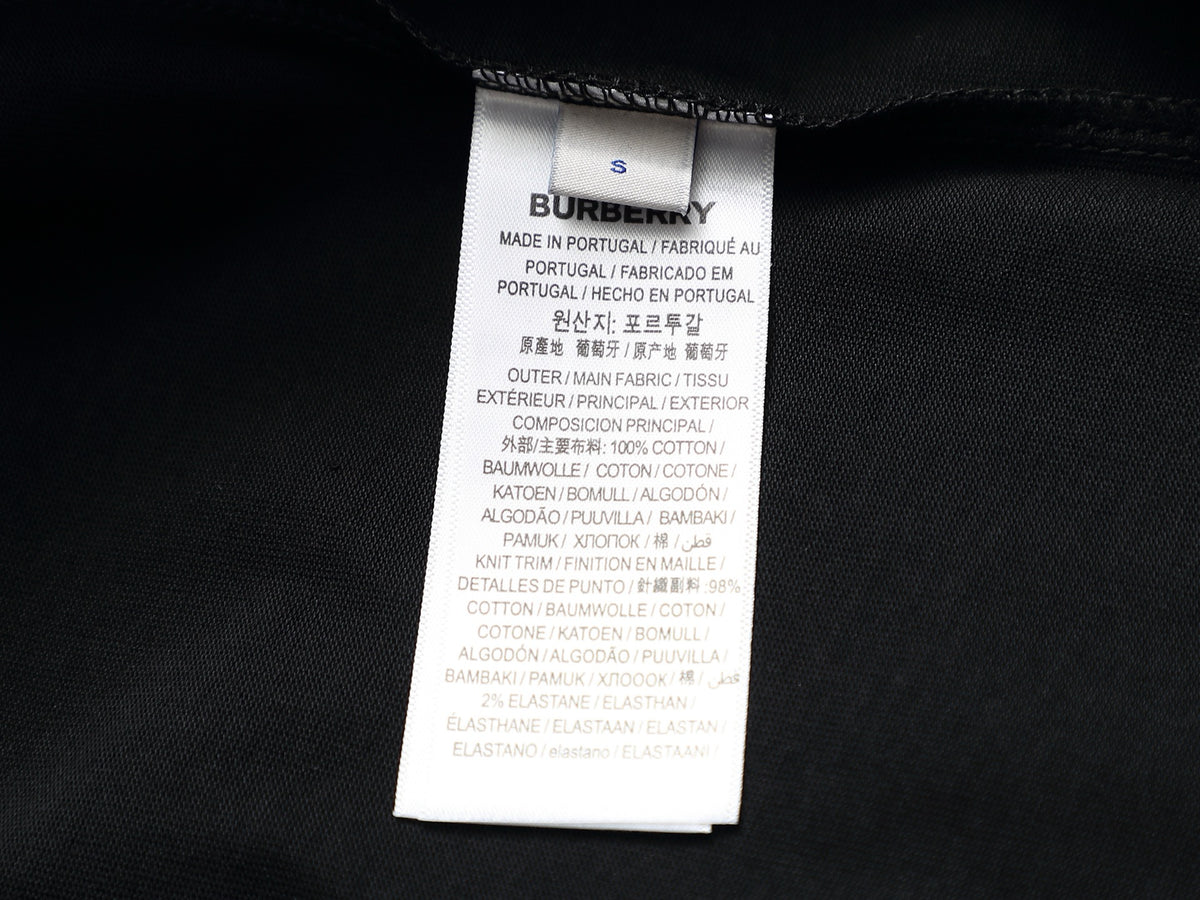 S
BURBERRY
MADE IN PORTUGAL / FABRIQUÉ AU
PORTUGAL / FABRICADO EM
PORTUGAL / HECHO EN PORTUGAL
원산지: 포르투갈
原產地 葡萄牙 / 原产地 葡萄牙
OUTER / MAIN FABRIC / TISSU
EXTÉRIEUR / PRINCIPAL / EXTERIOR
COMPOSICION PRINCIPAL /
外部/主要布料: 100% COTTON /
BAUMWOLLE / COTON / COTONE /
KATOEN / BOMULL / ALGODÓN /
ALGODÃO / PUUVILLA / BAMBAKI /
PAMUK / ХЛОПОК / 棉 / قطن
KNIT TRIM / FINITION EN MAILLE /
DETALLES DE PUNTO / 針織副料 :98%
COTTON / BAUMWOLLE / COTON /
COTONE / KATOEN / BOMULL /
ALGODÓN / ALGODÃO / PUUVILLA /
BAMBAKI / PAMUK / ХЛОООК / 棉 / قطن
2% ELASTANE / ELASTHAN /
ÉLASTHANE / ELASTAAN / ELASTAN /
ELASTANO / elastano / ELASTAANI /